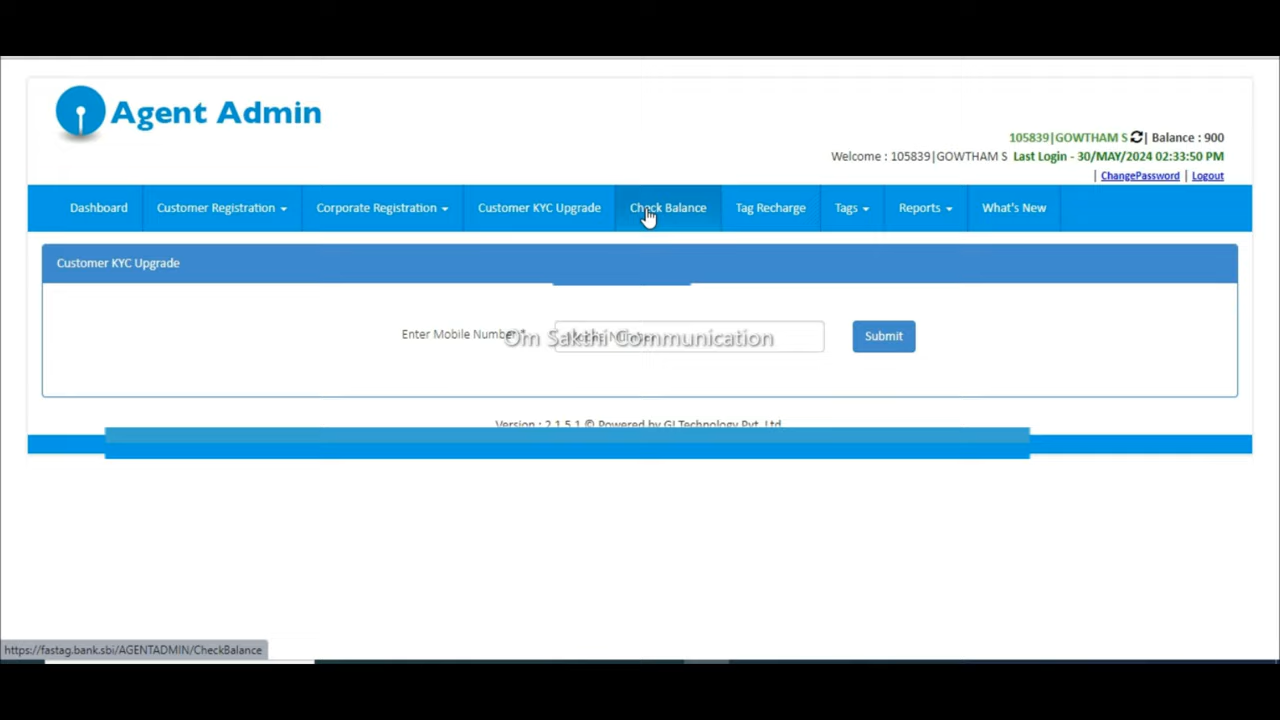 Agent Admin
105839|GOWTHAM S | Balance : 900
Welcome : 105839|GOWTHAM S Last Login - 30/MAY/2024 02:33:50 PM
| ChangePassword | Logout
Dashboard Customer Registration Corporate Registration Customer KYC Upgrade Check Balance Tag Recharge Tags Reports What's New
Customer KYC Upgrade
Enter Mobile Number* Mobile Number Submit
Om Sakthi Communication
Version : 2.1.5.1 © Powered by GI Technology Pvt. Ltd
https://fastag.bank.sbi/AGENTADMIN/CheckBalance